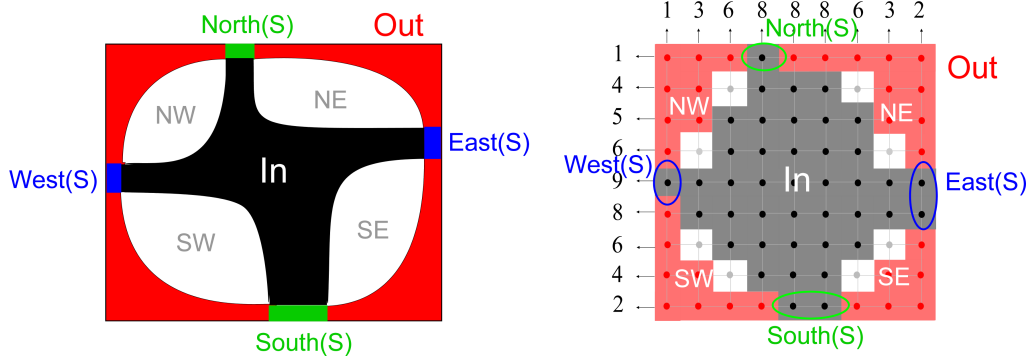 North(S)
Out
NW
NE
West(S)
In
East(S)
SW
SE
South(S)
1 3 6 8 8 8 6 3 2
North(S)
1
Out
4
NW
NE
5
6
West(S)
9
In
East(S)
8
6
SW
SE
4
2
South(S)